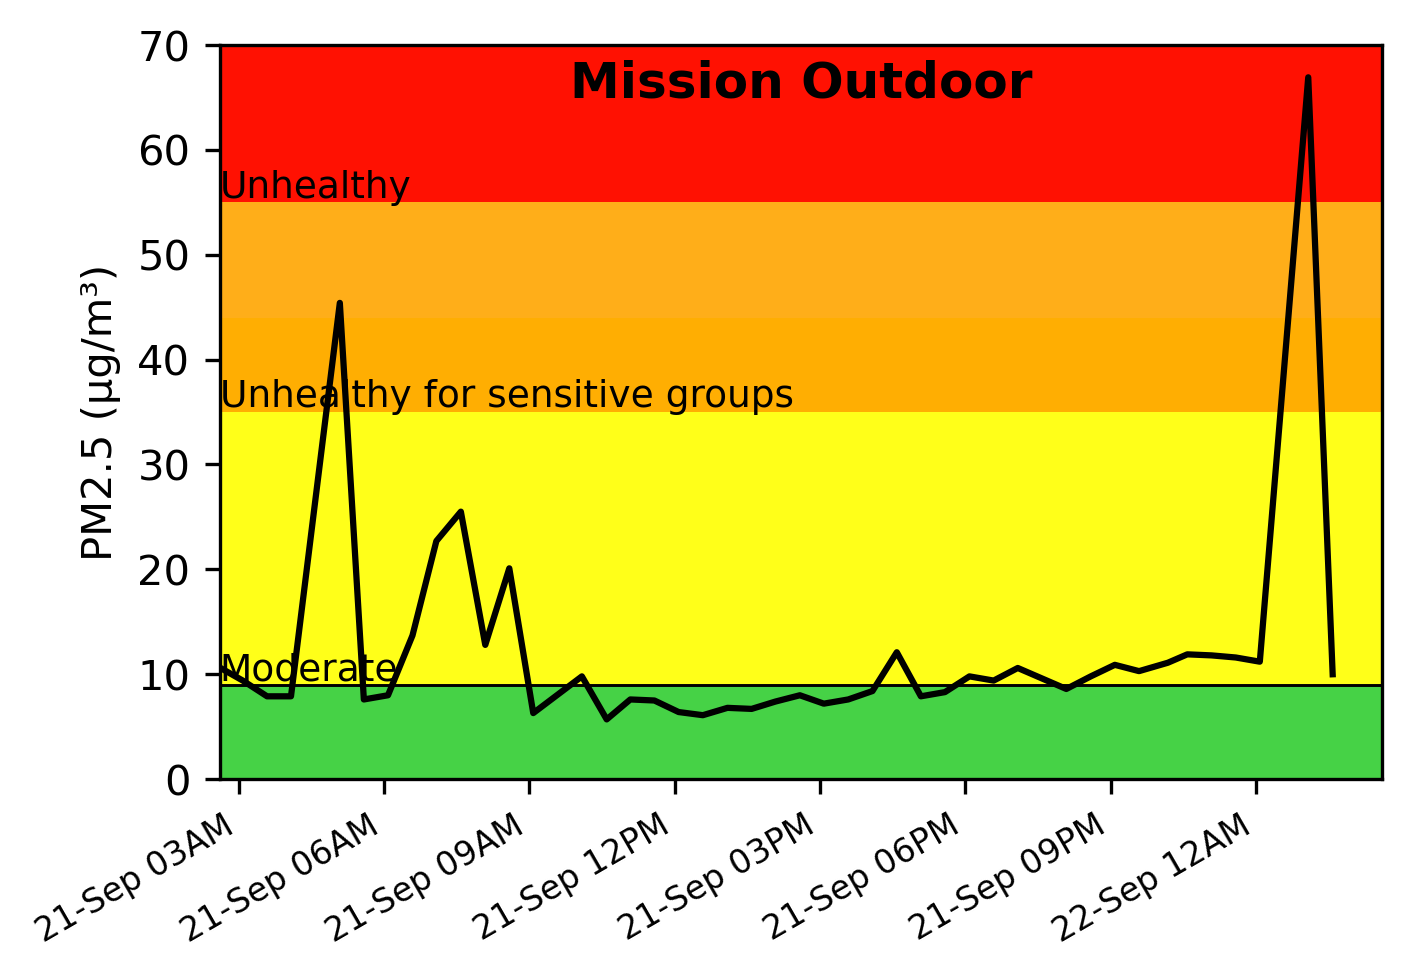 Mission Outdoor
PM2.5 (μg/m³)
70
60
50
40
30
20
10
0
Unhealthy
Unhealthy for sensitive groups
Moderate
21-Sep 03AM
21-Sep 06AM
21-Sep 09AM
21-Sep 12PM
21-Sep 03PM
21-Sep 06PM
21-Sep 09PM
22-Sep 12AM